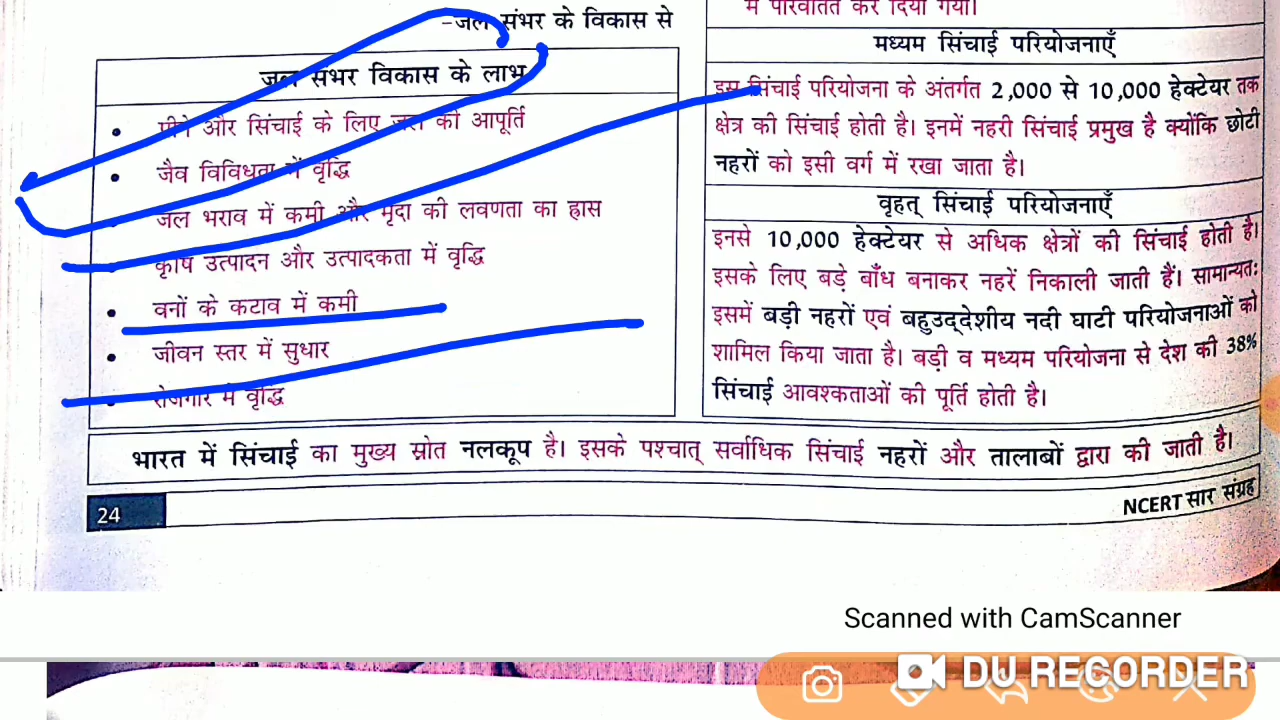 –जल संभर के विकास से
जल संभर विकास के लाभ
• पीने और सिंचाई के लिए जल की आपूर्ति
• जैव विविधता में वृद्धि
जल भराव में कमी और मृदा की लवणता का ह्रास
• कृषि उत्पादन और उत्पादकता में वृद्धि
• वनों के कटाव में कमी
• जीवन स्तर में सुधार
• रोजगार में वृद्धि
में परिवर्तित कर दिया गया।
मध्यम सिंचाई परियोजनाएँ
इस सिंचाई परियोजना के अंतर्गत 2,000 से 10,000 हेक्टेयर तक
क्षेत्र की सिंचाई होती है। इनमें नहरी सिंचाई प्रमुख है क्योंकि छोटी
नहरों को इसी वर्ग में रखा जाता है।
वृहत् सिंचाई परियोजनाएँ
इनसे 10,000 हेक्टेयर से अधिक क्षेत्रों की सिंचाई होती है।
इसके लिए बड़े बाँध बनाकर नहरें निकाली जाती हैं। सामान्यत:
इसमें बड़ी नहरों एवं बहुउद्देशीय नदी घाटी परियोजनाओं को
शामिल किया जाता है। बड़ी व मध्यम परियोजना से देश की 38%
सिंचाई आवश्कताओं की पूर्ति होती है।
भारत में सिंचाई का मुख्य स्रोत नलकूप है। इसके पश्चात् सर्वाधिक सिंचाई नहरों और तालाबों द्वारा की जाती है।
24
NCERT सार संग्रह
Scanned with CamScanner
DU RECORDER